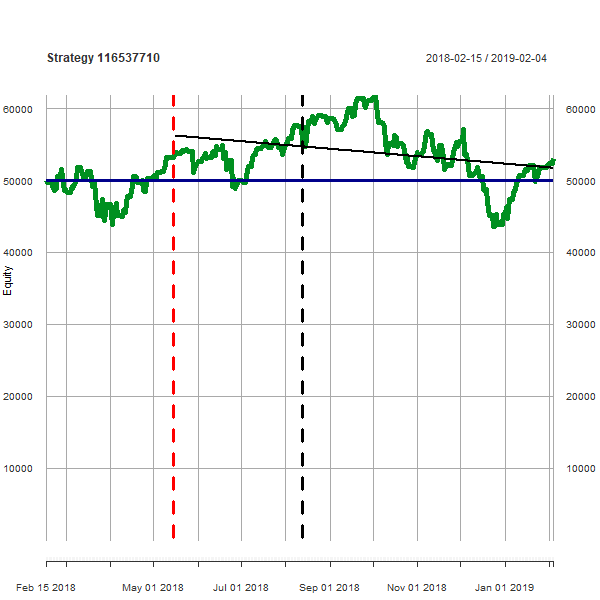 Strategy 116537710
2018-02-15 / 2019-02-04
60000
60000
50000
50000
40000
40000
Equity
30000
30000
20000
20000
10000
10000
Feb 15 2018
May 01 2018
Jul 01 2018
Sep 01 2018
Nov 01 2018
Jan 01 2019